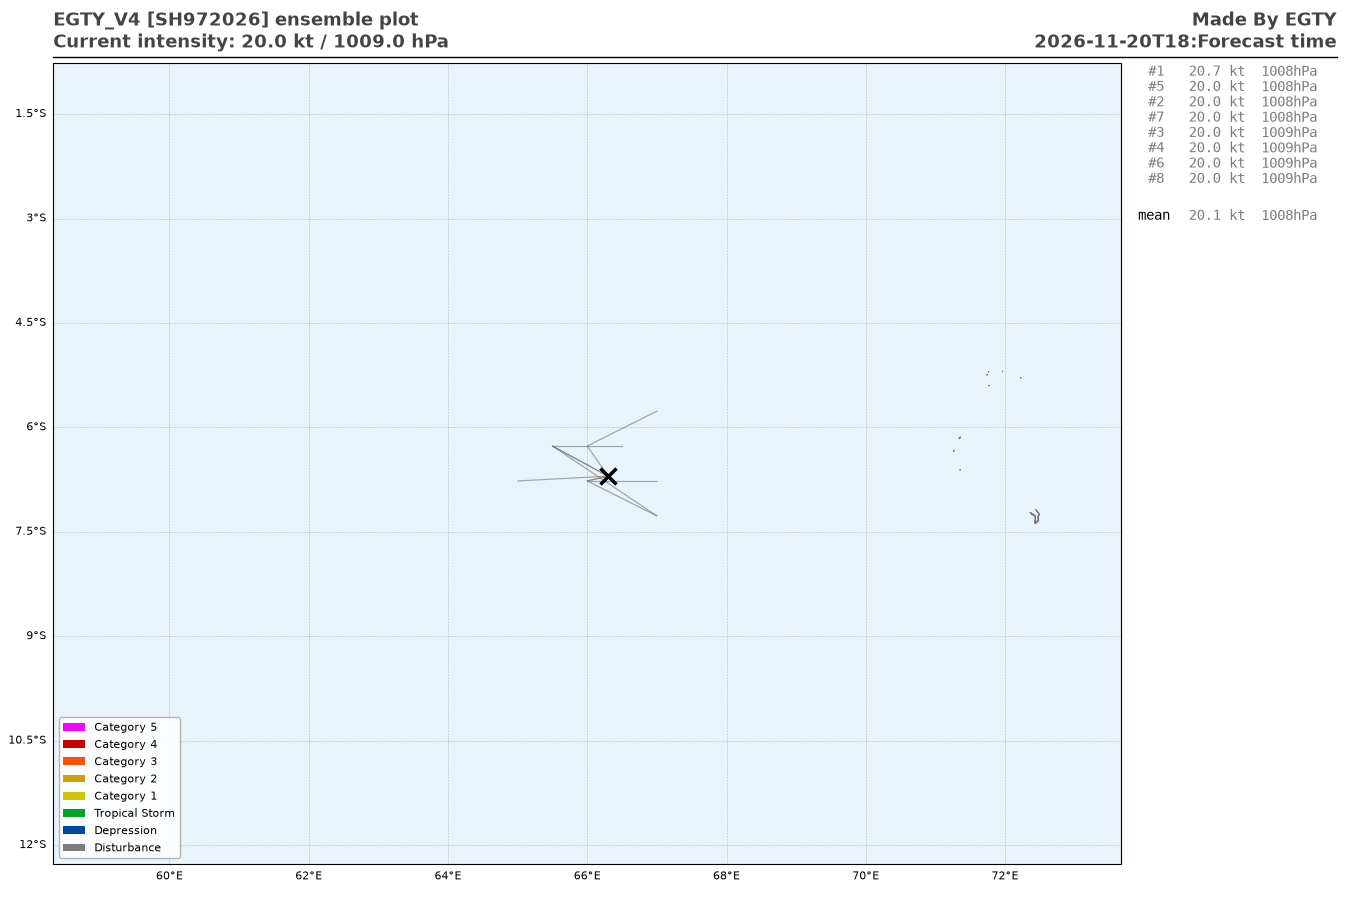 EGTY_V4 [SH972026] ensemble plot
Made By EGTY
Current intensity: 20.0 kt / 1009.0 hPa
2026-11-20T18:Forecast time
#1 20.7 kt 1008hPa
#5 20.0 kt 1008hPa
#2 20.0 kt 1008hPa
#7 20.0 kt 1008hPa
#3 20.0 kt 1009hPa
#4 20.0 kt 1009hPa
#6 20.0 kt 1009hPa
#8 20.0 kt 1009hPa
mean 20.1 kt 1008hPa
1.5°S
3°S
4.5°S
6°S
7.5°S
9°S
10.5°S
12°S
Category 5
Category 4
Category 3
Category 2
Category 1
Tropical Storm
Depression
Disturbance
60°E 62°E 64°E 66°E 68°E 70°E 72°E